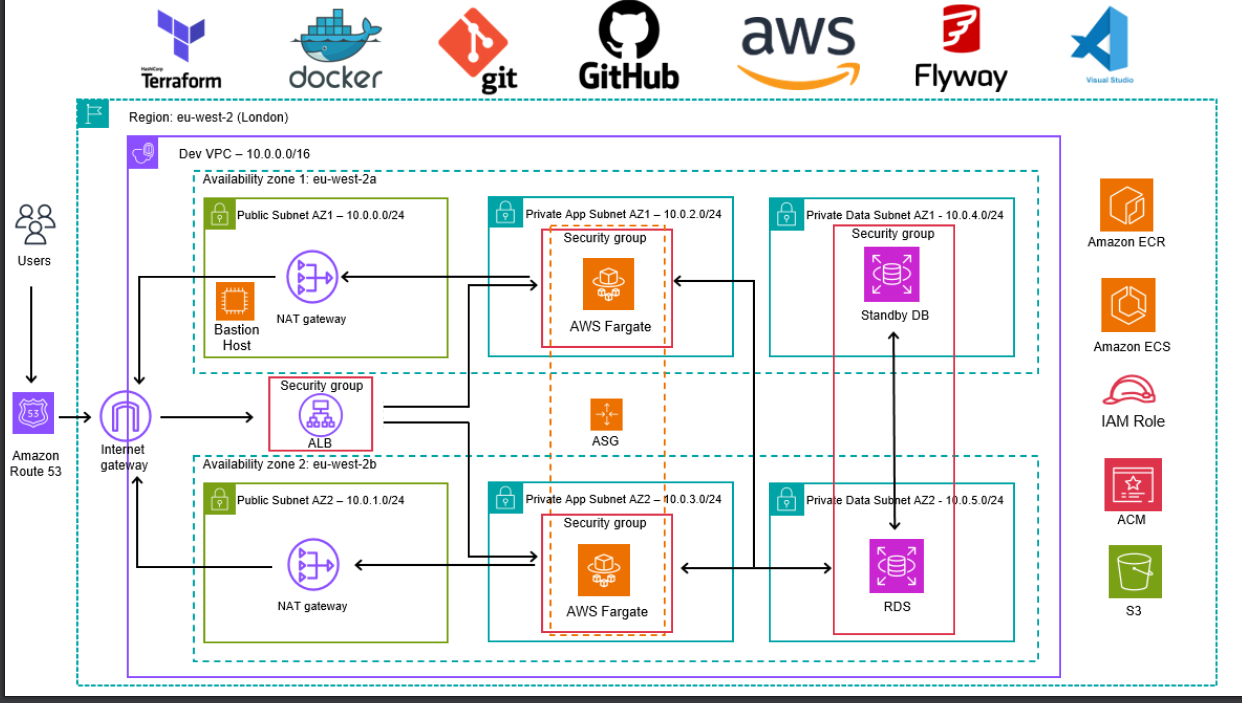 HashiCorp
Terraform
docker
git
GitHub
aws
Flyway
Visual Studio
Region: eu-west-2 (London)
Dev VPC – 10.0.0.0/16
Availability zone 1: eu-west-2a
Public Subnet AZ1 – 10.0.0.0/24
Private App Subnet AZ1 – 10.0.2.0/24
Private Data Subnet AZ1 - 10.0.4.0/24
Security group
Security group
Users
NAT gateway
Bastion
Host
AWS Fargate
Standby DB
Amazon ECR
Amazon ECS
Security group
ALB
ASG
IAM Role
53
Amazon
Route 53
Internet
gateway
Availability zone 2: eu-west-2b
Public Subnet AZ2 – 10.0.1.0/24
Private App Subnet AZ2 – 10.0.3.0/24
Private Data Subnet AZ2 - 10.0.5.0/24
Security group
NAT gateway
AWS Fargate
RDS
ACM
S3